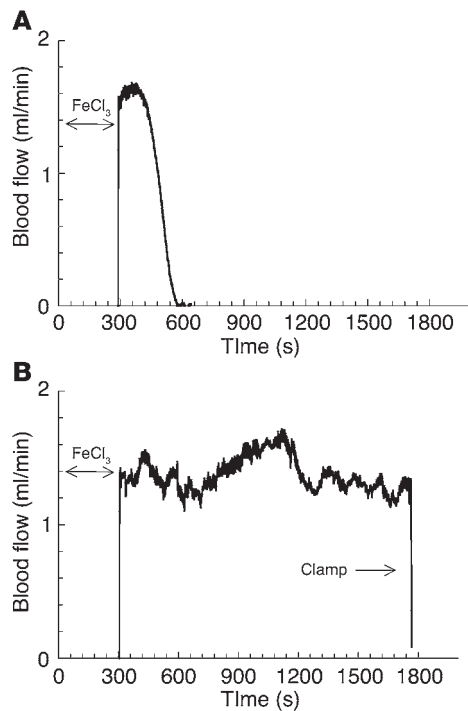 A
2
Blood flow (ml/min)
FeCl₃
1
0
0 300 600 900 1200 1500 1800
TIme (s)
B
2
Blood flow (ml/min)
FeCl₃
1
Clamp
0
0 300 600 900 1200 1500 1800
TIme (s)